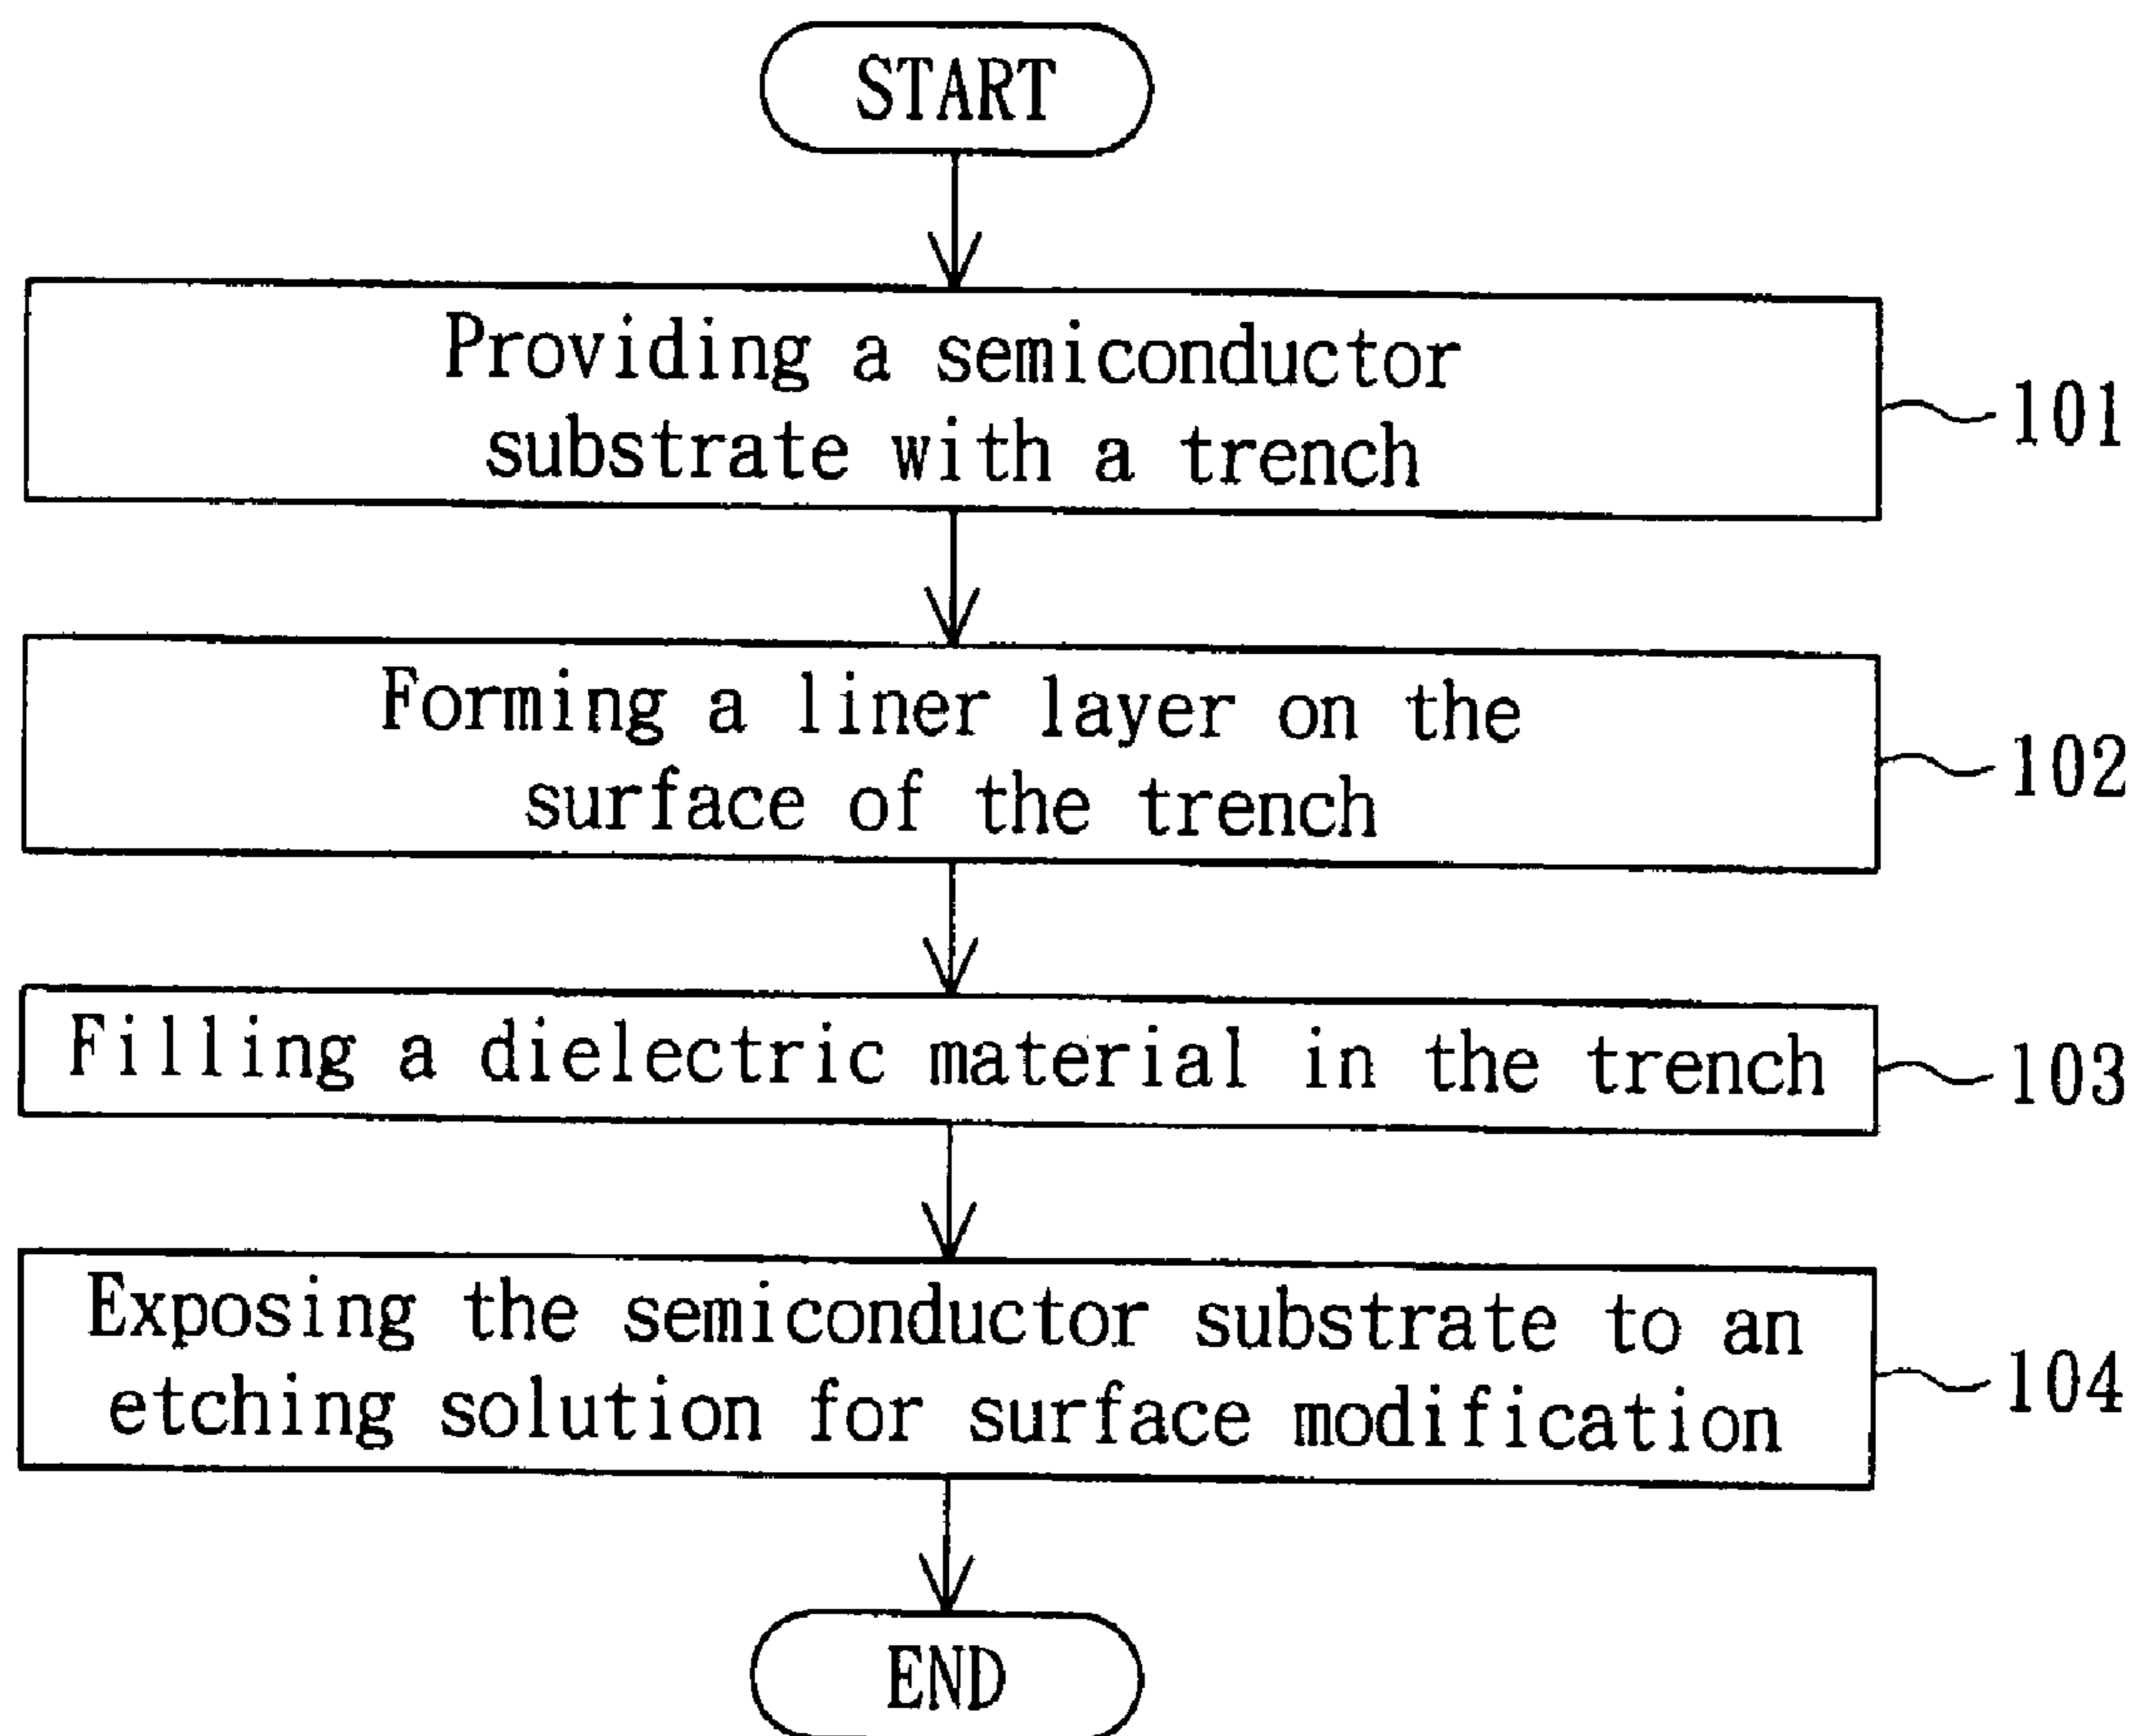 START
Providing a semiconductor
substrate with a trench
101
Forming a liner layer on the
surface of the trench
102
Filling a dielectric material in the trench
103
Exposing the semiconductor substrate to an
etching solution for surface modification
104
END